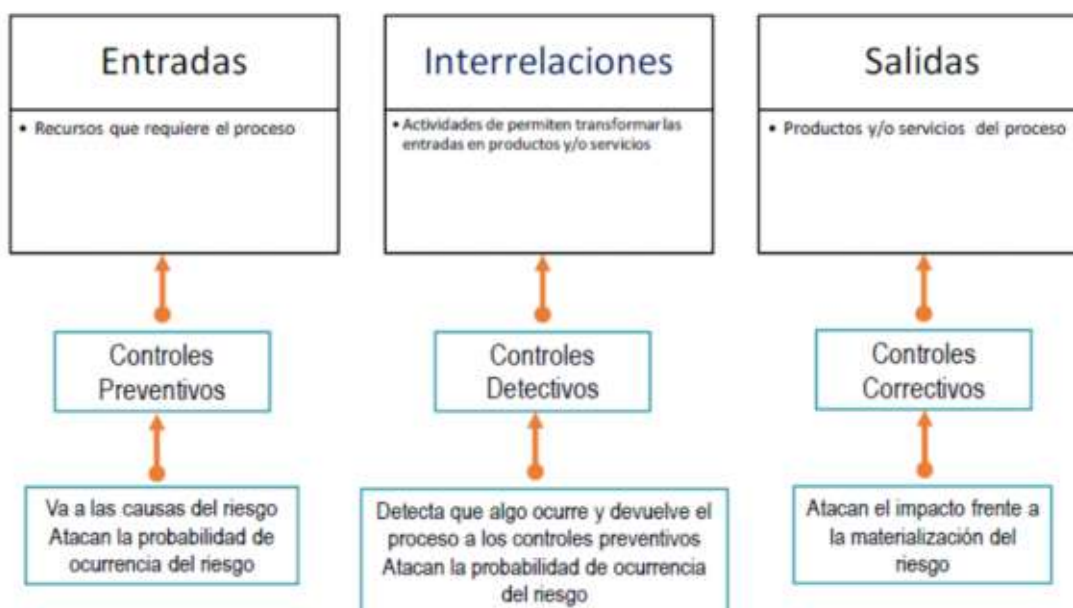 Entradas
• Recursos que requiere el proceso
Interrelaciones
• Actividades de permiten transformar las
entradas en productos y/o servicios
Salidas
• Productos y/o servicios del proceso
Controles
Preventivos
Controles
Detectivos
Controles
Correctivos
Va a las causas del riesgo
Atacan la probabilidad de
ocurrencia del riesgo
Detecta que algo ocurre y devuelve el
proceso a los controles preventivos
Atacan la probabilidad de ocurrencia
del riesgo
Atacan el impacto frente a
la materialización del
riesgo